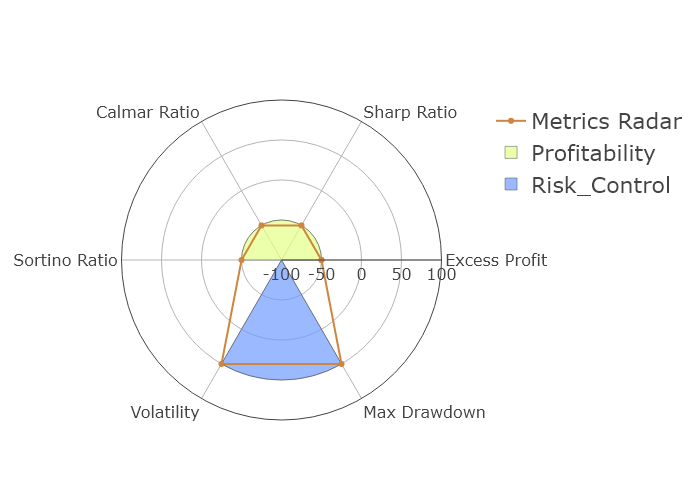 Calmar Ratio
Sharp Ratio
Metrics Radar
Profitability
Risk_Control
Sortino Ratio
Excess Profit
-100 -50 0 50 100
Volatility
Max Drawdown